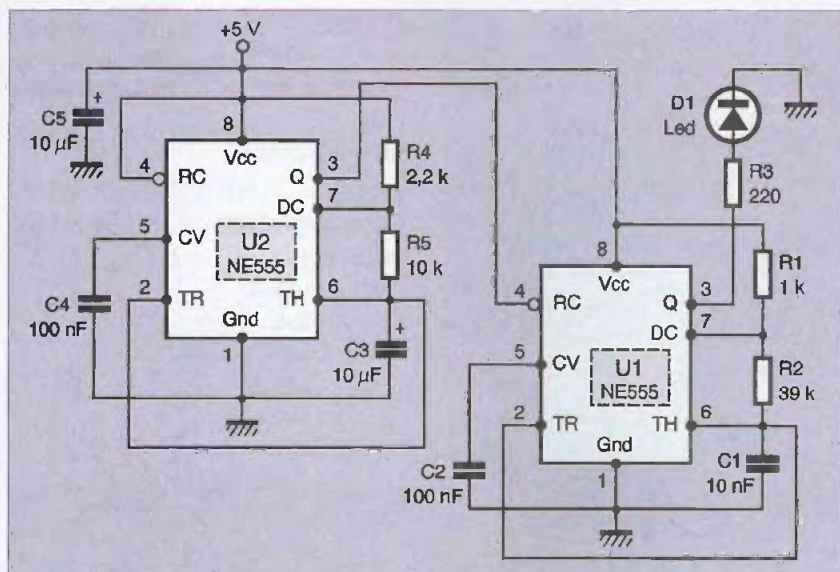 +5 V
C5
10 µF
+
8
Vcc
4
RC
Q
3
R4
2,2 k
DC
7
5
CV
U2
NE555
R5
10 k
2
TR
TH
6
C4
100 nF
Gnd
1
+
C3
10 µF
D1
Led
R3
220
8
Vcc
4
RC
Q
3
R1
1 k
DC
7
5
CV
U1
NE555
R2
39 k
2
TR
TH
6
C2
100 nF
Gnd
1
C1
10 nF